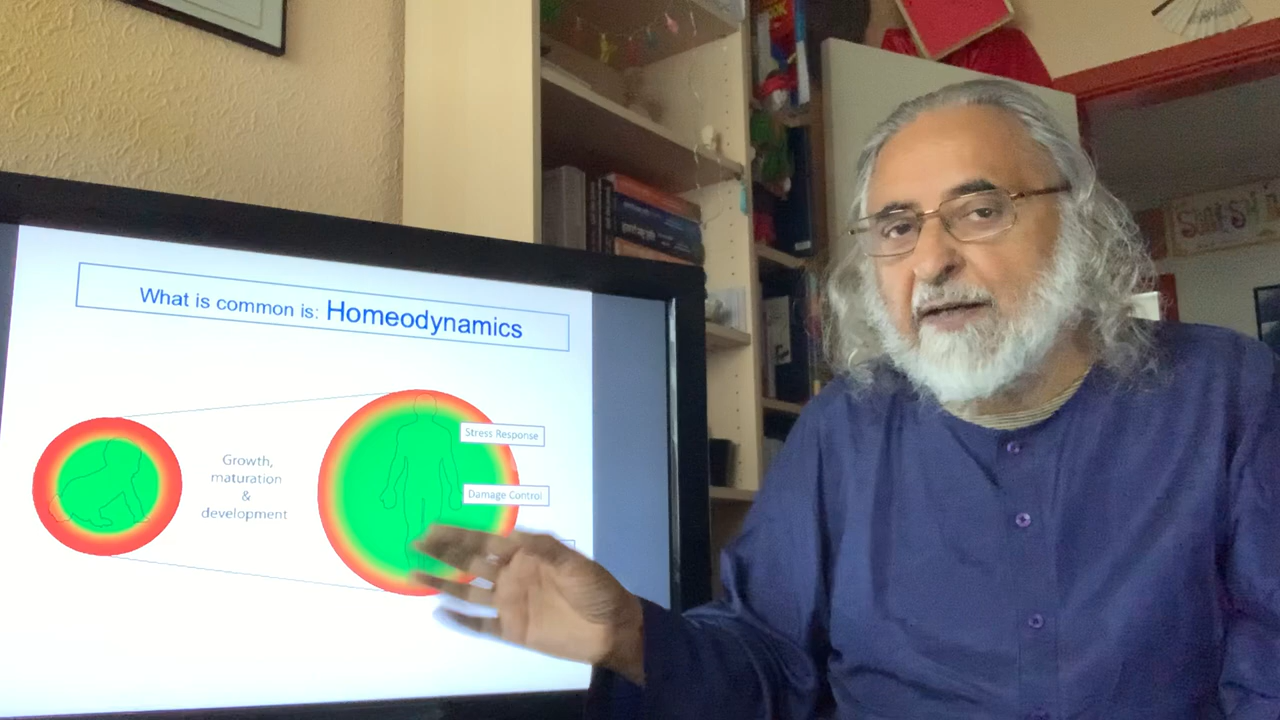 What is common is: Homeodynamics
Growth,
maturation
&
development
Stress Response
Damage Control